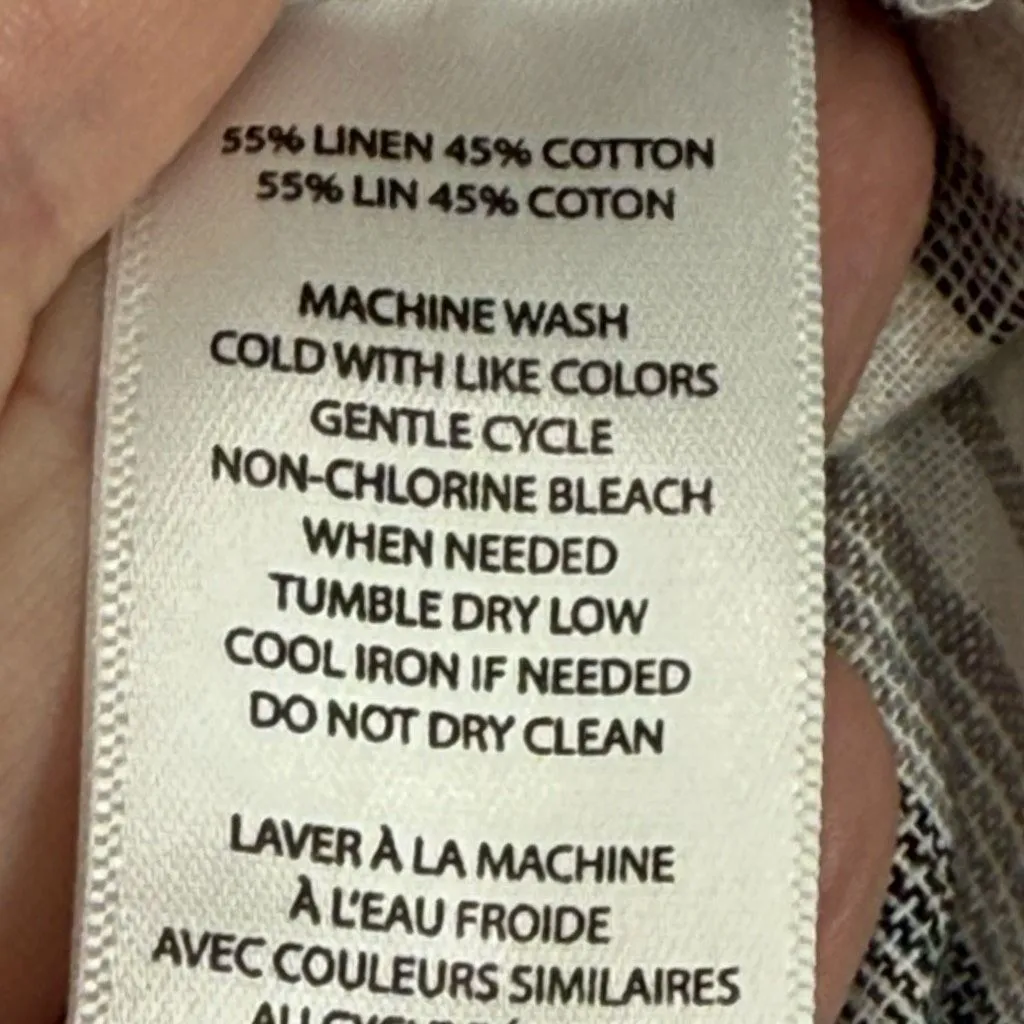 55% LINEN 45% COTTON
55% LIN 45% COTON
MACHINE WASH
COLD WITH LIKE COLORS
GENTLE CYCLE
NON-CHLORINE BLEACH
WHEN NEEDED
TUMBLE DRY LOW
COOL IRON IF NEEDED
DO NOT DRY CLEAN
LAVER À LA MACHINE
À L'EAU FROIDE
AVEC COULEURS SIMILAIRES